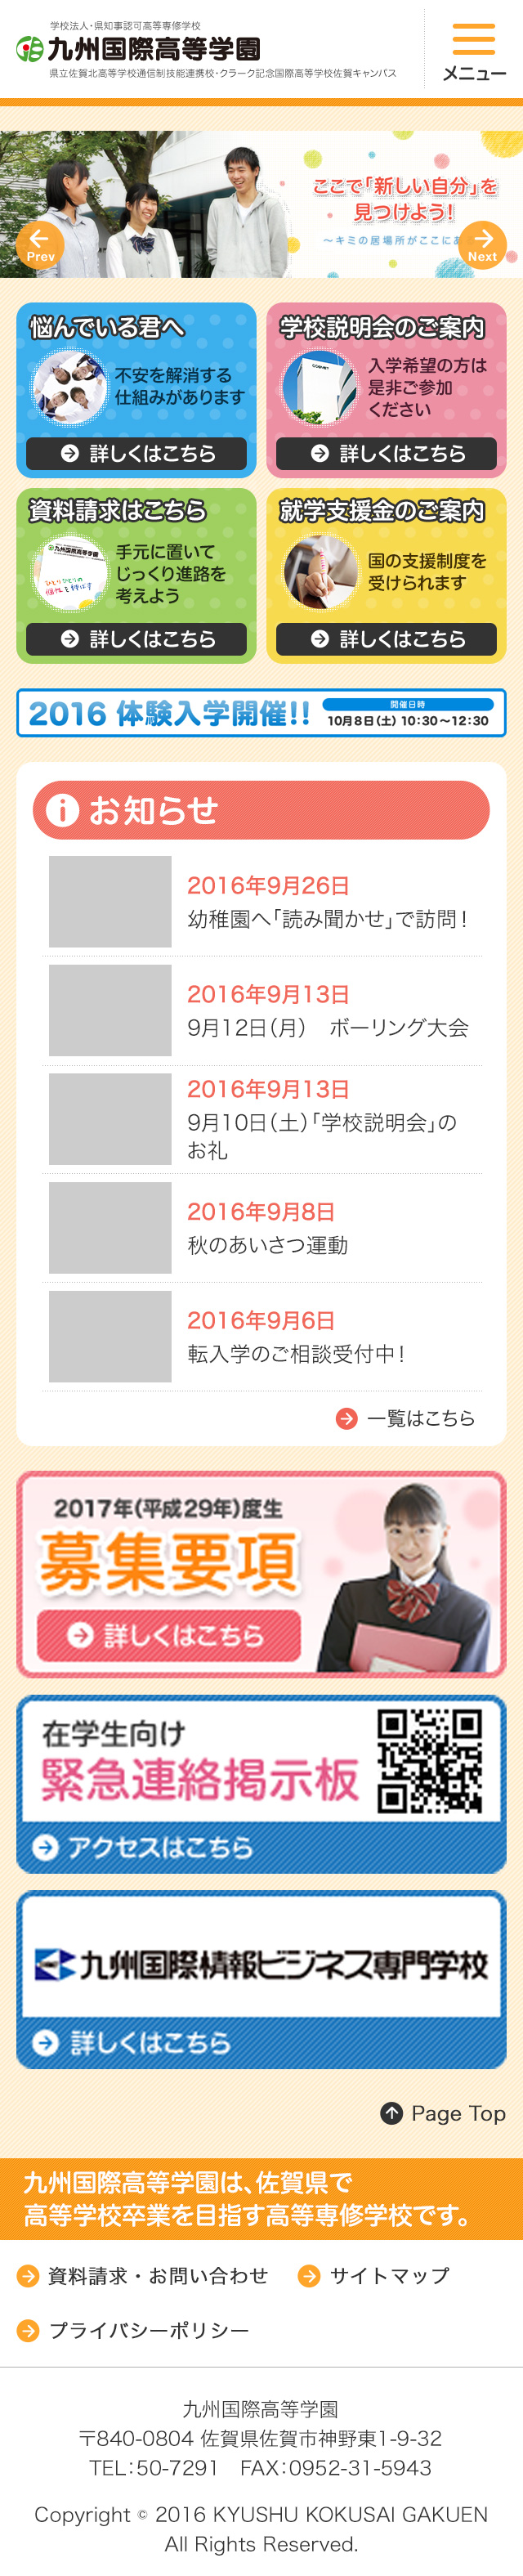 学校法人・県知事認可高等専修学校
九州国際高等学園
県立佐賀北高等学校通信制技能連携校・クラーク記念国際高等学校佐賀キャンパス
メニュー
ここで「新しい自分」を
見つけよう!
〜キミの居場所がここにあ
Prev
Next
悩んでいる君へ
不安を解消する
仕組みがあります
詳しくはこちら
学校説明会のご案内
入学希望の方は
是非ご参加
ください
詳しくはこちら
資料請求はこちら
九州国際高等学園
ひとりひとりの
個性を伸ばす
手元に置いて
じっくり進路を
考えよう
詳しくはこちら
就学支援金のご案内
国の支援制度を
受けられます
詳しくはこちら
2016 体験入学開催!!
開催日時
10月8日(土) 10:30〜12:30
お知らせ
2016年9月26日
幼稚園へ「読み聞かせ」で訪問!
2016年9月13日
9月12日(月) ボーリング大会
2016年9月13日
9月10日(土)「学校説明会」の
お礼
2016年9月8日
秋のあいさつ運動
2016年9月6日
転入学のご相談受付中!
一覧はこちら
2017年(平成29年)度生
募集要項
詳しくはこちら
在学生向け
緊急連絡掲示板
アクセスはこちら
九州国際情報ビジネス専門学校
詳しくはこちら
Page Top
九州国際高等学園は、佐賀県で
高等学校卒業を目指す高等専修学校です。
資料請求・お問い合わせ
サイトマップ
プライバシーポリシー
九州国際高等学園
〒840-0804 佐賀県佐賀市神野東1-9-32
TEL:50-7291 FAX:0952-31-5943
Copyright © 2016 KYUSHU KOKUSAI GAKUEN
All Rights Reserved.